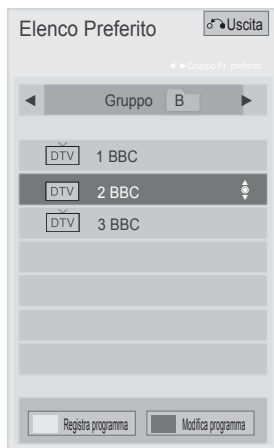 Elenco Preferito
Uscita
◄ ►Gruppo Pr. preferito
◄ Gruppo B ►
DTV 1 BBC
DTV 2 BBC
DTV 3 BBC
Registra programma
Modifica programma